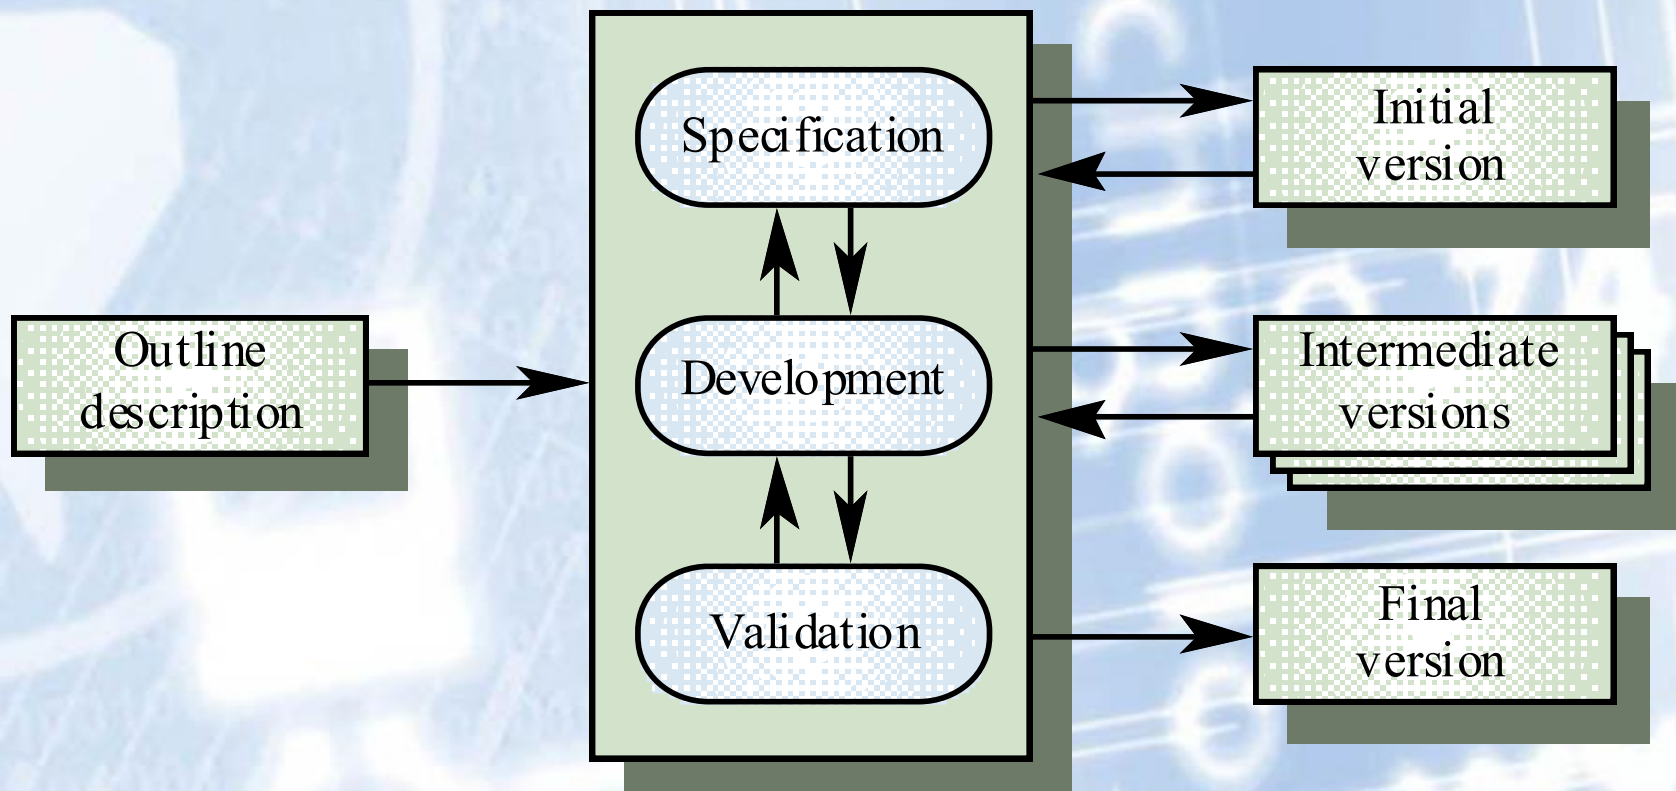 Specification
Initial
version
Outline
description
Development
Intermediate
versions
Validation
Final
version